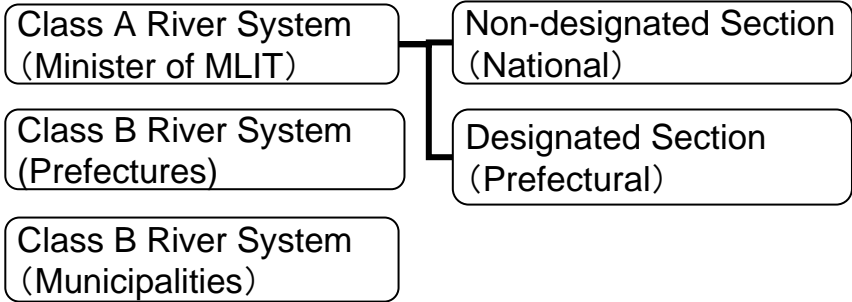 Class A River System
（Minister of MLIT）
Non-designated Section
（National）
Class B River System
(Prefectures)
Designated Section
（Prefectural）
Class B River System
（Municipalities）